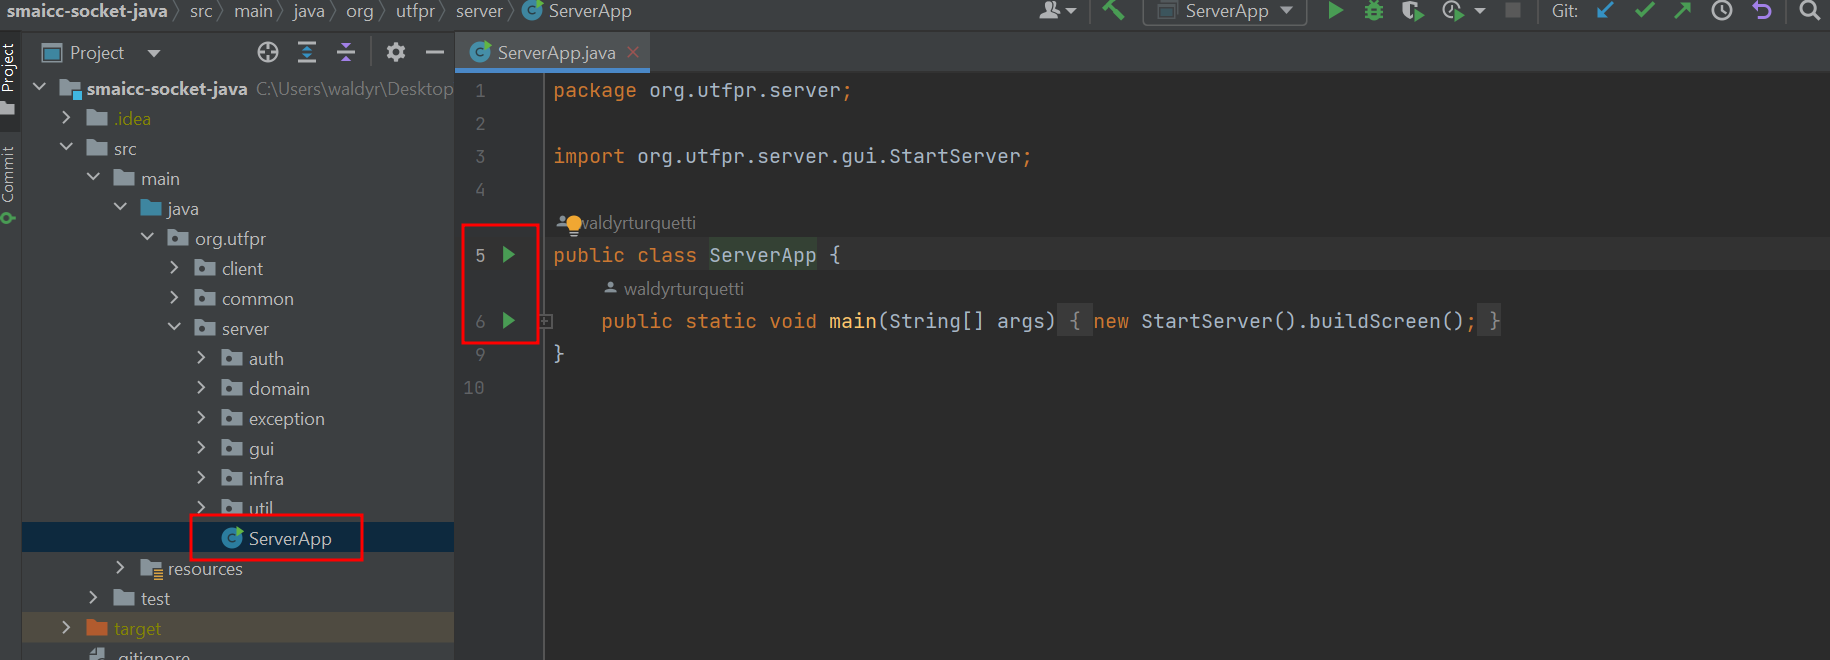 smaicc-socket-java 〉 src 〉 main 〉 java 〉 org 〉 utfpr 〉 server 〉 ServerApp
ServerApp
Git:
Project
Commit
Project
smaicc-socket-java C:\Users\waldyr\Desktop
.idea
src
main
java
org.utfpr
client
common
server
auth
domain
exception
gui
infra
util
ServerApp
resources
test
target
.gitignore
ServerApp.java
1 package org.utfpr.server;
2
3 import org.utfpr.server.gui.StartServer;
4
waldyrturquetti
5 public class ServerApp {
waldyrturquetti
6 public static void main(String[] args) { new StartServer().buildScreen(); }
9 }
10